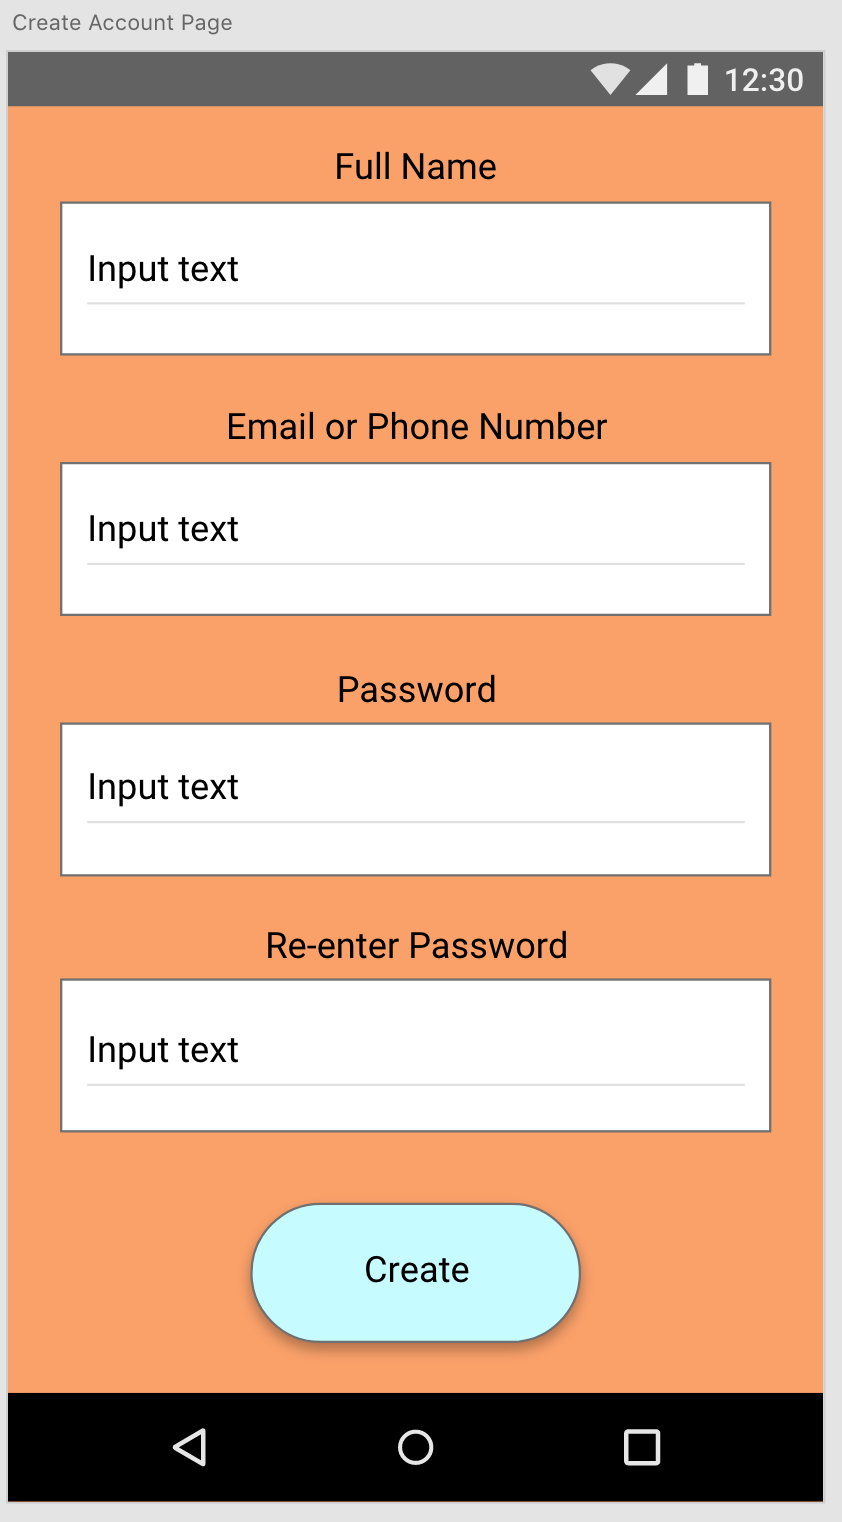 Create Account Page
12:30
Full Name
Input text
Email or Phone Number
Input text
Password
Input text
Re-enter Password
Input text
Create